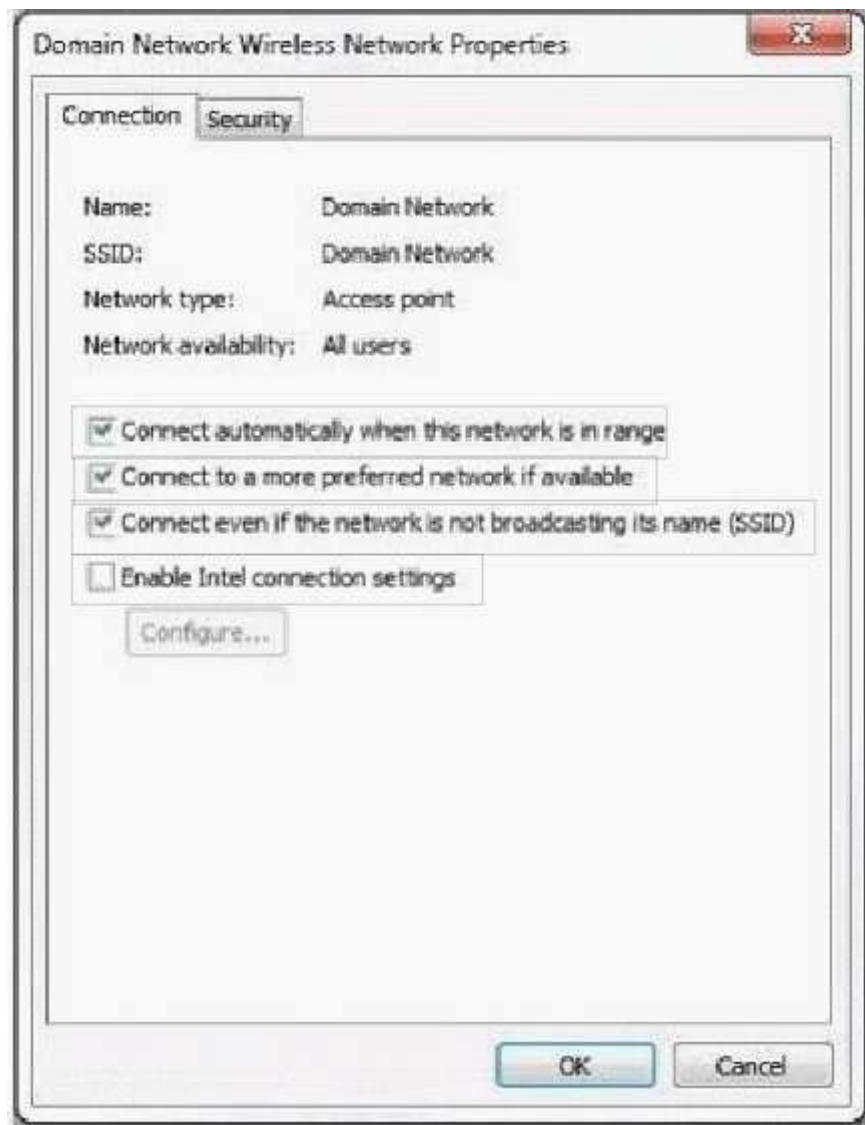 Domain Network Wireless Network Properties
Connection
Security
Name: Domain Network
SSID: Domain Network
Network type: Access point
Network availability: All users
Connect automatically when this network is in range
Connect to a more preferred network if available
Connect even if the network is not broadcasting its name (SSID)
Enable Intel connection settings
Configure...
OK
Cancel